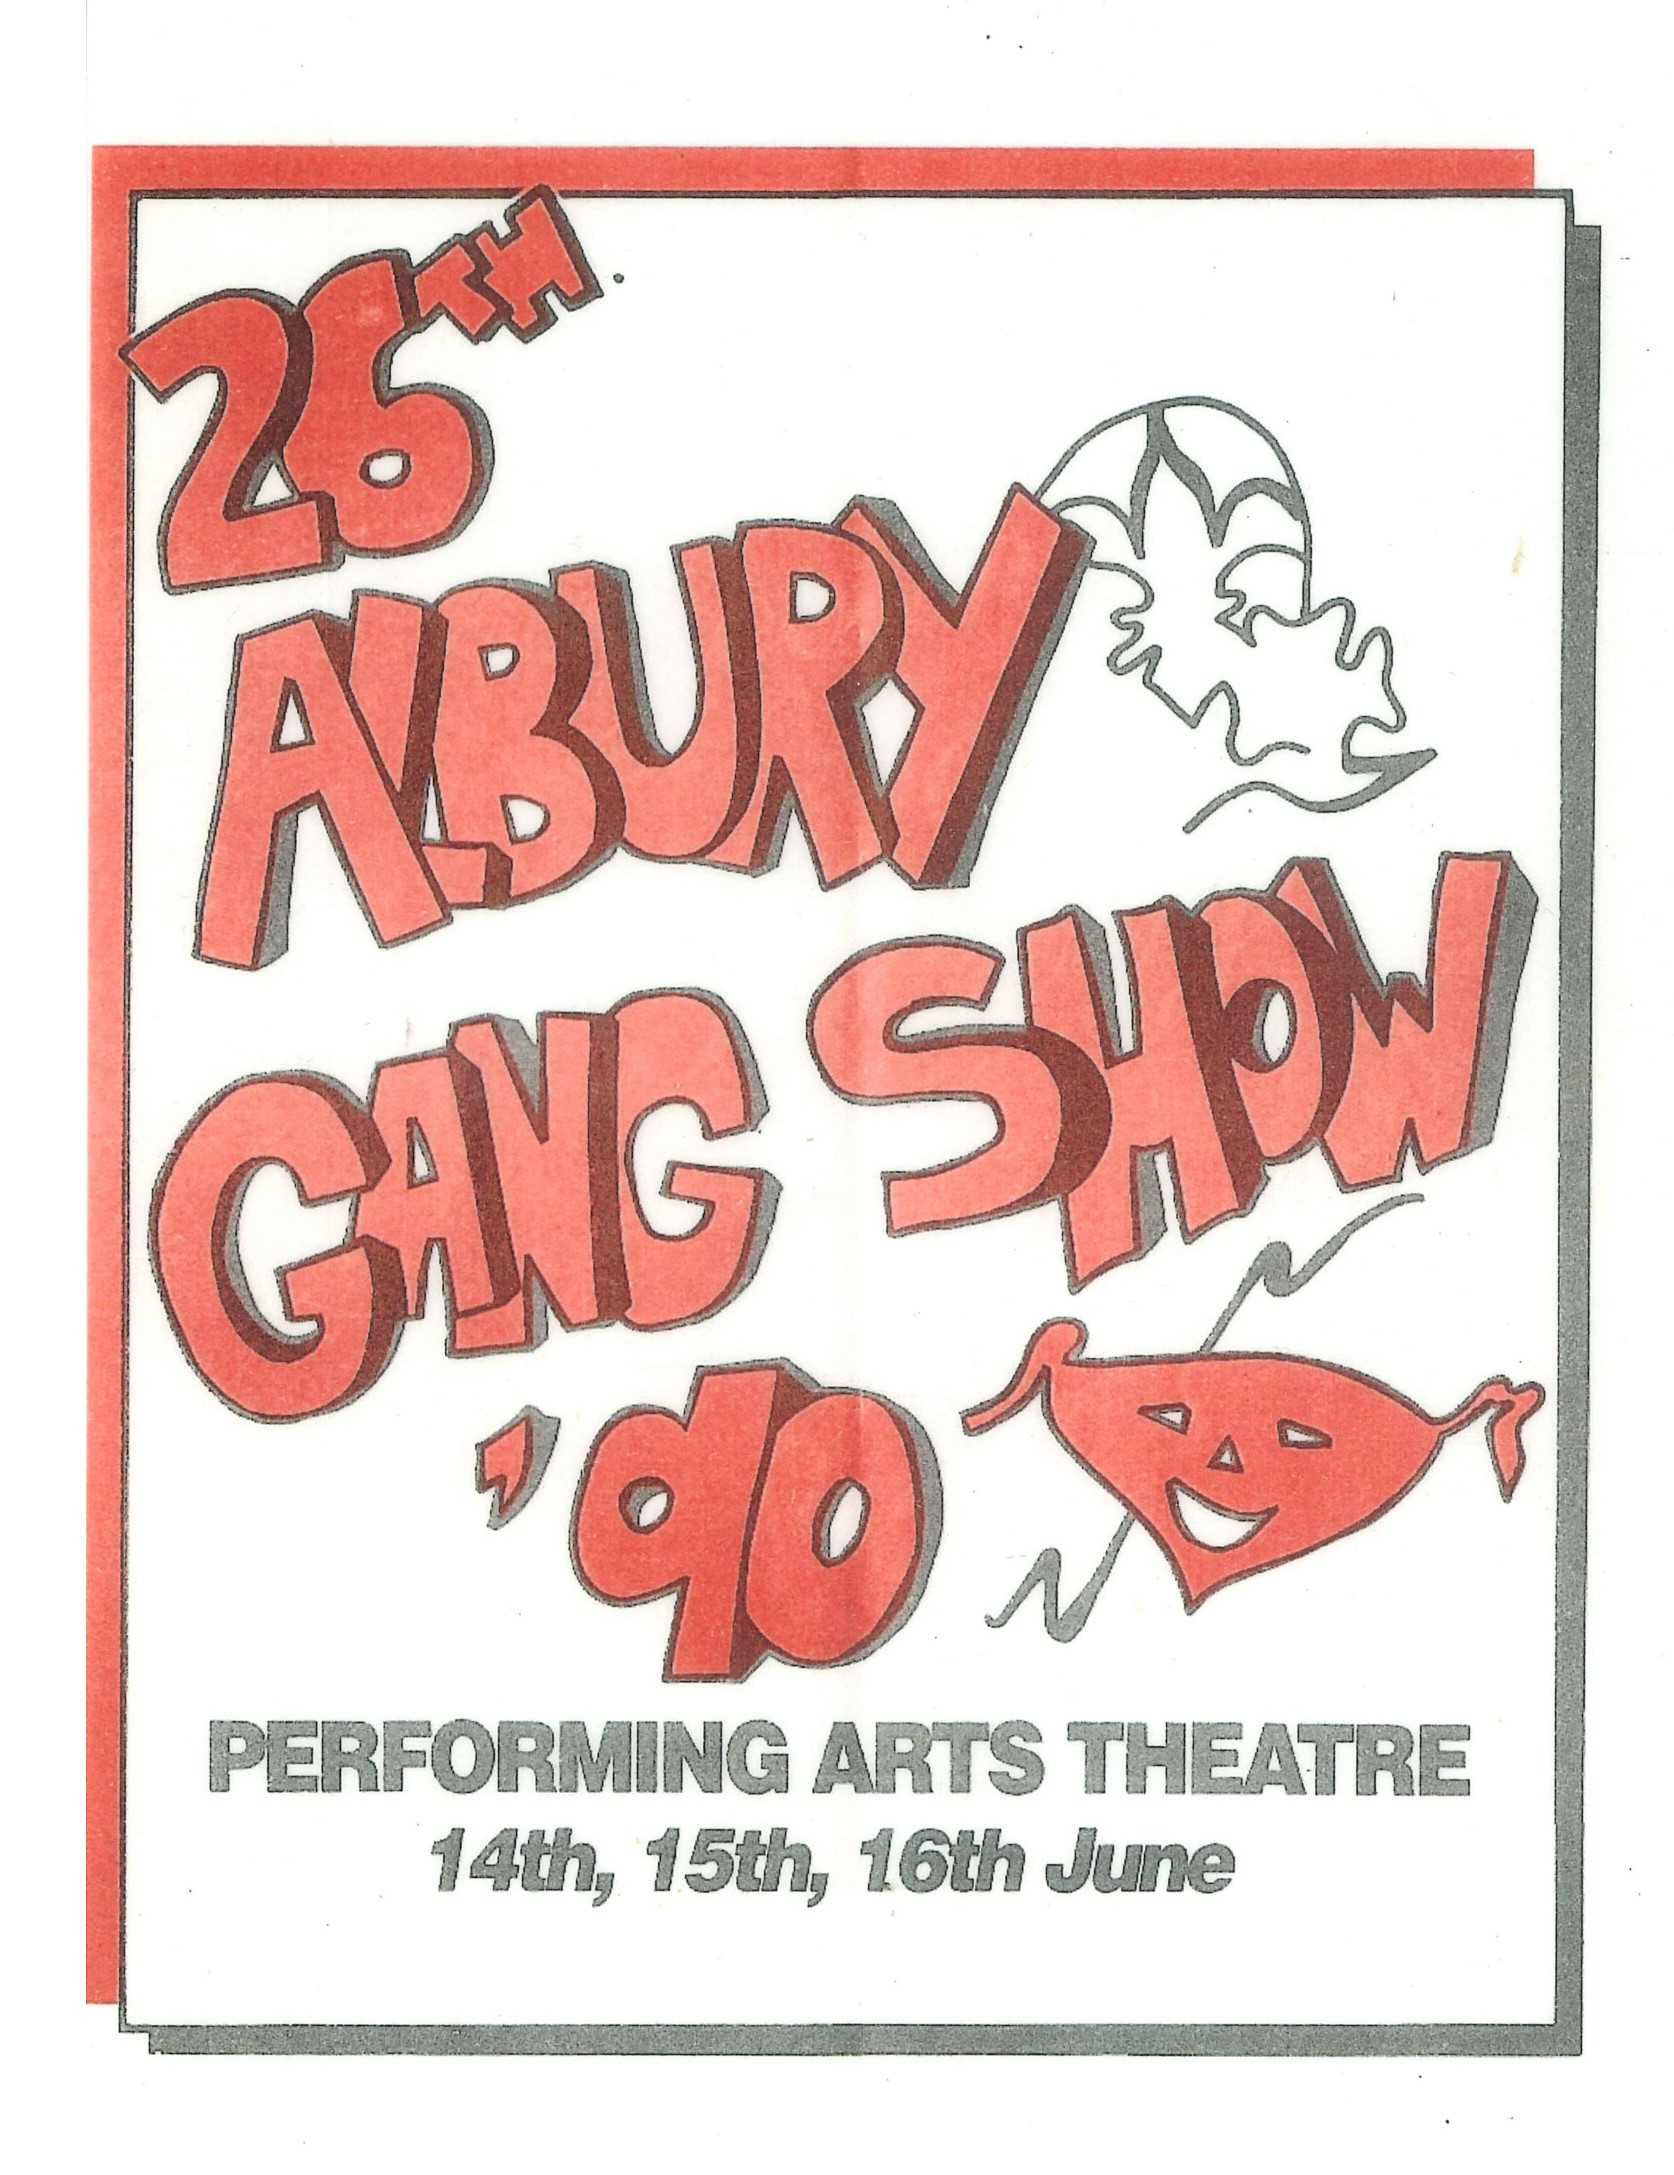 26TH
ALBURY
GANG SHOW
'90
PERFORMING ARTS THEATRE
14th, 15th, 16th June